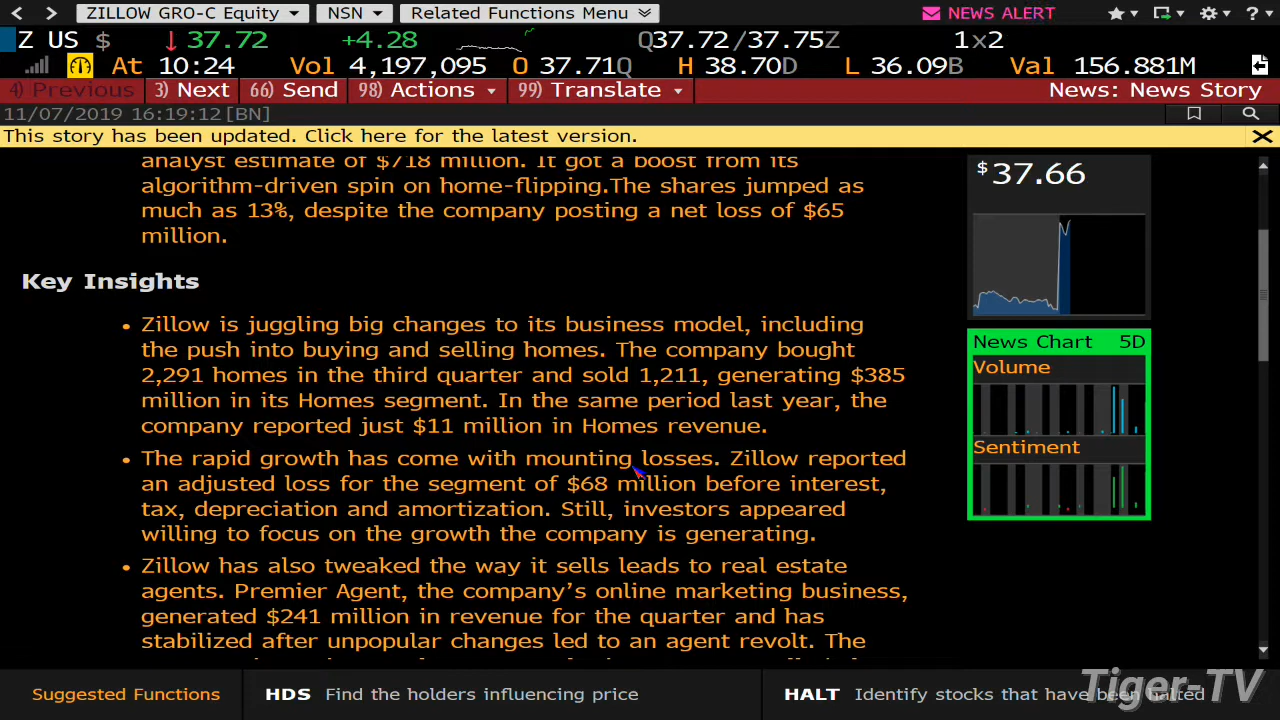 ZILLOW GRO-C Equity NSN Related Functions Menu NEWS ALERT ?
Z US $ ↓ 37.72 +4.28 Q37.72/37.75Z 1×2
At 10:24 Vol 4,197,095 O 37.71Q H 38.70D L 36.09B Val 156.881M
4) Previous 3) Next 66) Send 98) Actions 99) Translate News: News Story
11/07/2019 16:19:12 [BN]
This story has been updated. Click here for the latest version.
analyst estimate of $718 million. It got a boost from its
algorithm-driven spin on home-flipping.The shares jumped as
much as 13%, despite the company posting a net loss of $65
million.
Key Insights
• Zillow is juggling big changes to its business model, including
the push into buying and selling homes. The company bought
2,291 homes in the third quarter and sold 1,211, generating $385
million in its Homes segment. In the same period last year, the
company reported just $11 million in Homes revenue.
• The rapid growth has come with mounting losses. Zillow reported
an adjusted loss for the segment of $68 million before interest,
tax, depreciation and amortization. Still, investors appeared
willing to focus on the growth the company is generating.
• Zillow has also tweaked the way it sells leads to real estate
agents. Premier Agent, the company's online marketing business,
generated $241 million in revenue for the quarter and has
stabilized after unpopular changes led to an agent revolt. The
$37.66
News Chart 5D
Volume
Sentiment
Suggested Functions HDS Find the holders influencing price HALT Identify stocks that have been halted
Tiger-TV